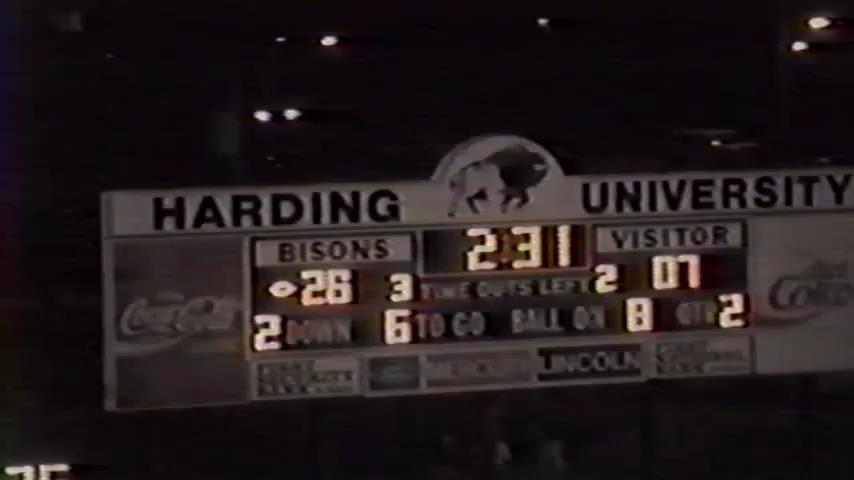 HARDING UNIVERSITY
BISONS 2:31 VISITOR
26 3 TIME OUTS LEFT 2 07
2 DOWN 6 TO GO BALL ON 8 QTR 2
Coca-Cola
LINCOLN